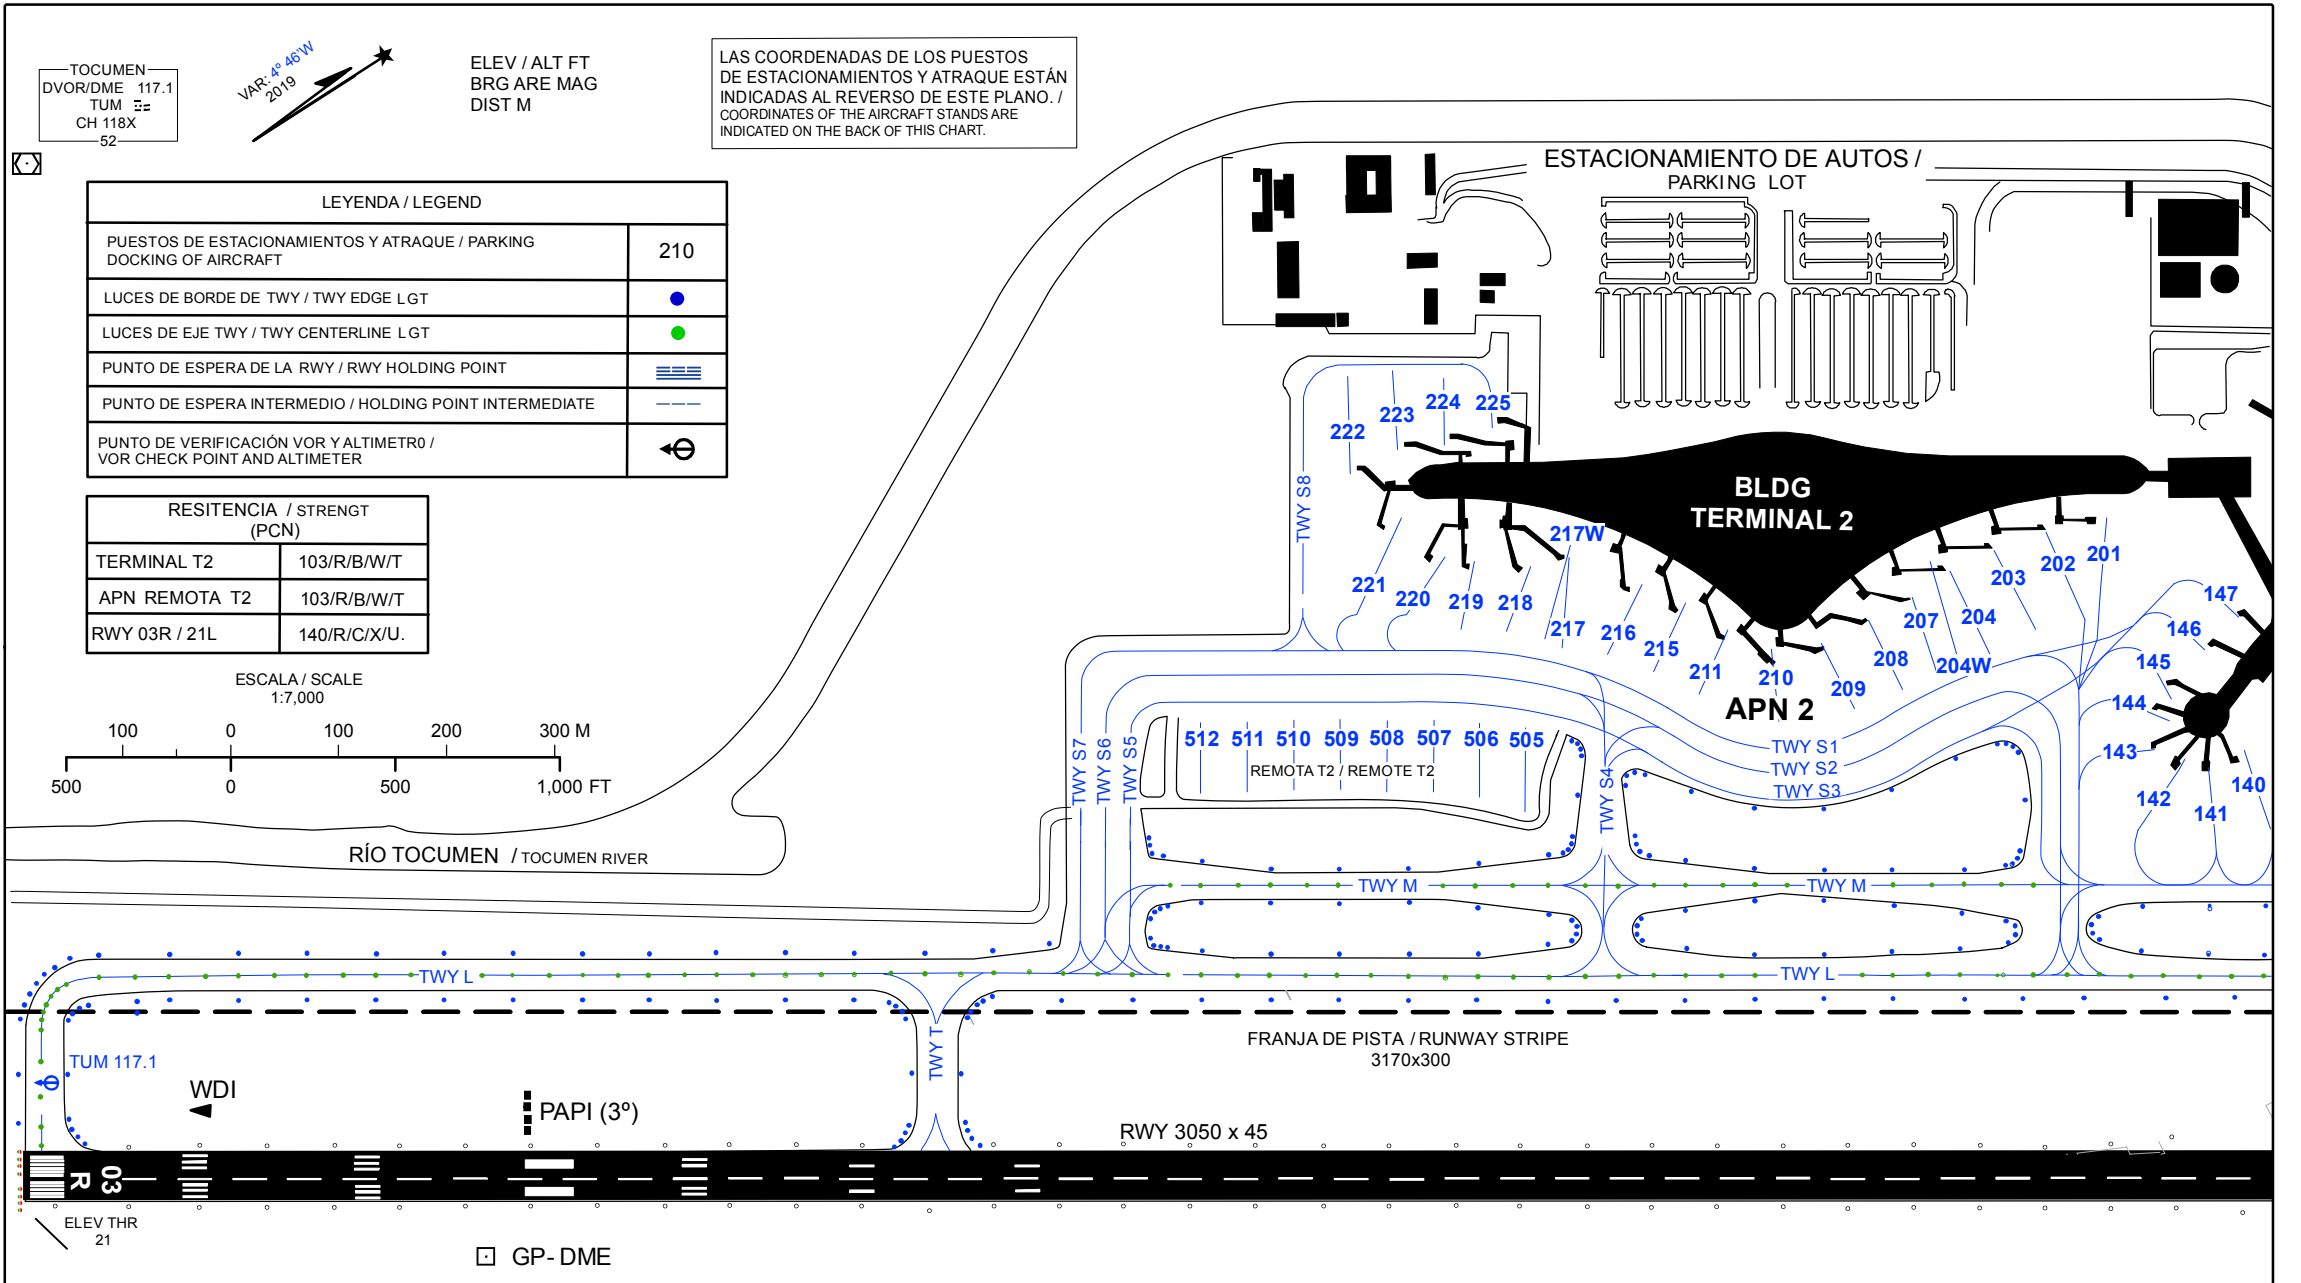 TOCUMEN
DVOR/DME 117.1
TUM
CH 118X
52
VAR: 4º 46'W
2019
ELEV / ALT FT
BRG ARE MAG
DIST M
LAS COORDENADAS DE LOS PUESTOS
DE ESTACIONAMIENTOS Y ATRAQUE ESTÁN
INDICADAS AL REVERSO DE ESTE PLANO. /
COORDINATES OF THE AIRCRAFT STANDS ARE
INDICATED ON THE BACK OF THIS CHART.
LEYENDA / LEGEND
PUESTOS DE ESTACIONAMIENTOS Y ATRAQUE / PARKING
DOCKING OF AIRCRAFT
210
LUCES DE BORDE DE TWY / TWY EDGE LGT
LUCES DE EJE TWY / TWY CENTERLINE LGT
PUNTO DE ESPERA DE LA RWY / RWY HOLDING POINT
PUNTO DE ESPERA INTERMEDIO / HOLDING POINT INTERMEDIATE
PUNTO DE VERIFICACIÓN VOR Y ALTIMETR0 /
VOR CHECK POINT AND ALTIMETER
RESITENCIA / STRENGT
(PCN)
TERMINAL T2 103/R/B/W/T
APN REMOTA T2 103/R/B/W/T
RWY 03R / 21L 140/R/C/X/U.
ESCALA / SCALE
1:7,000
100 0 100 200 300 M
500 0 500 1,000 FT
ESTACIONAMIENTO DE AUTOS /
PARKING LOT
222
223
224
225
TWY S8
BLDG
TERMINAL 2
217W
221
220
219
218
217
216
215
211
210
209
208
207
204W
204
203
202
201
147
146
145
144
143
142
141
140
APN 2
TWY S1
TWY S2
TWY S3
TWY S4
TWY S7
TWY S6
TWY S5
512 511 510 509 508 507 506 505
REMOTA T2 / REMOTE T2
RÍO TOCUMEN / TOCUMEN RIVER
TWY M
TWY M
TWY L
TWY L
TWY T
FRANJA DE PISTA / RUNWAY STRIPE
3170x300
TUM 117.1
WDI
PAPI (3º)
RWY 3050 x 45
03
R
ELEV THR
21
GP- DME